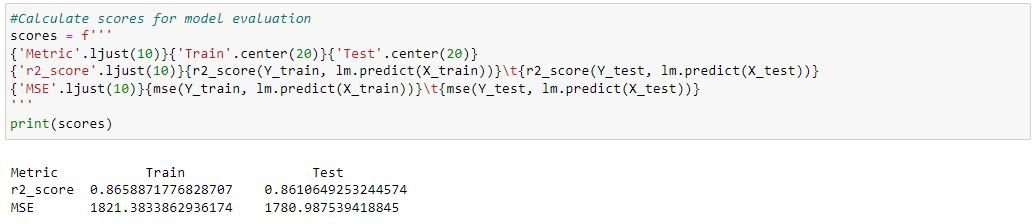 #Calculate scores for model evaluation
scores = f'''
{'Metric'.ljust(10)}{'Train'.center(20)}{'Test'.center(20)}
{'r2_score'.ljust(10)}{r2_score(Y_train, lm.predict(X_train))}\t{r2_score(Y_test, lm.predict(X_test))}
{'MSE'.ljust(10)}{mse(Y_train, lm.predict(X_train))}\t{mse(Y_test, lm.predict(X_test))}
'''
print(scores)
Metric Train Test
r2_score 0.8658871776828707 0.8610649253244574
MSE 1821.3833862936174 1780.987539418845